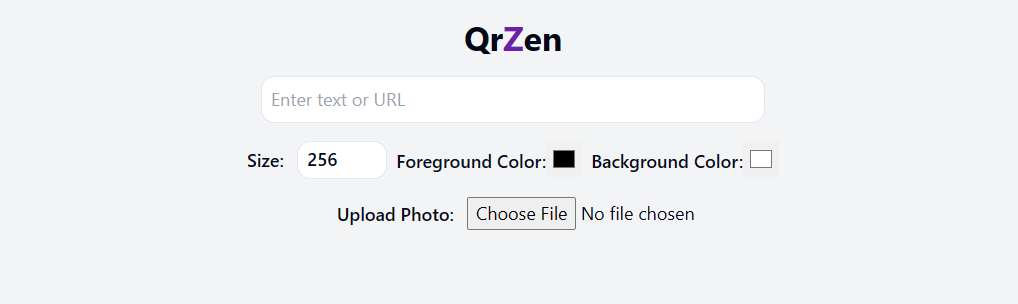 QrZen
Enter text or URL
Size: 256 Foreground Color: Background Color:
Upload Photo: Choose File No file chosen